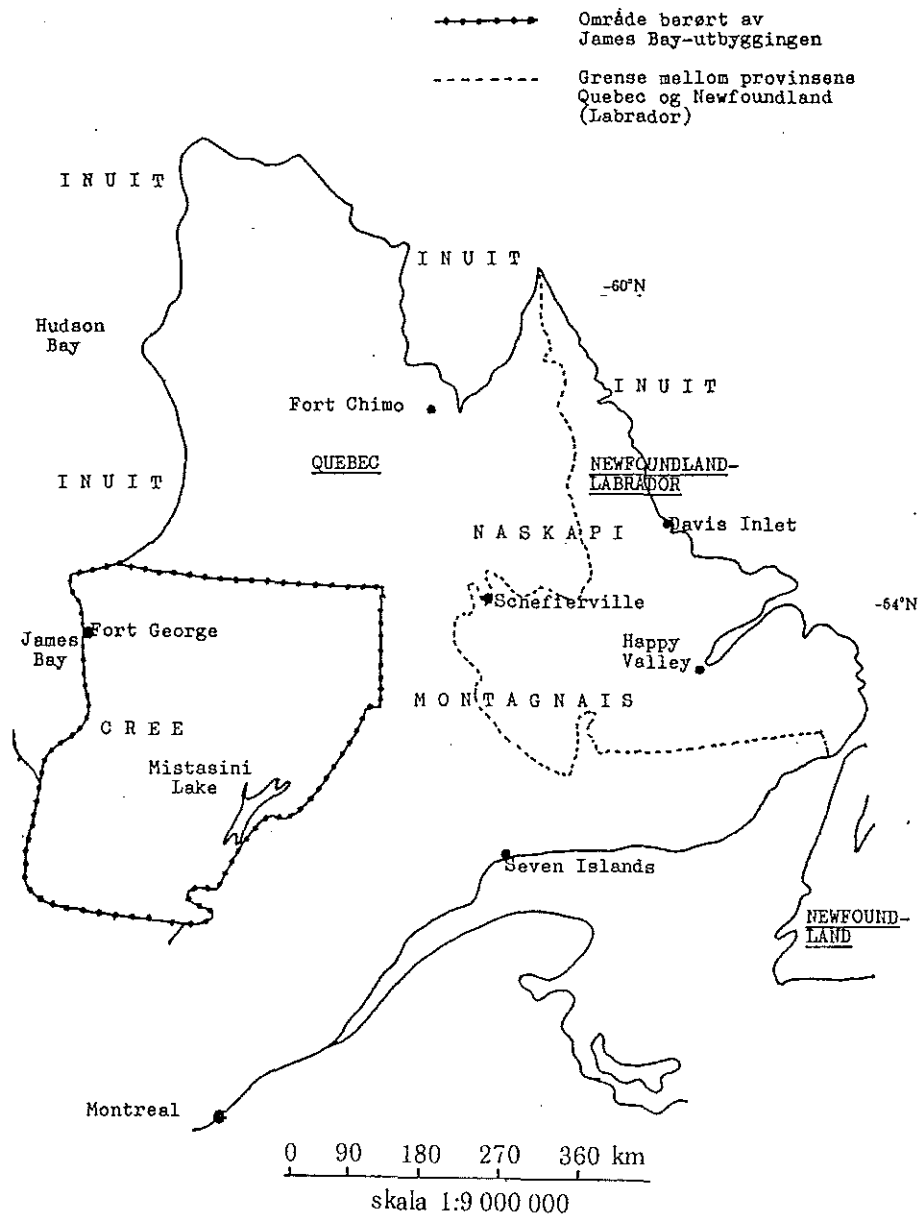 Område berørt av
James Bay-utbyggingen
Grense mellom provinsene
Quebec og Newfoundland
(Labrador)
INUIT
INUIT
-60°N
Hudson
Bay
INUIT
Fort Chimo
QUEBEC
NEWFOUNDLAND-
LABRADOR
INUIT
Davis Inlet
NASKAPI
Schefferville
-64°N
Fort George
James
Bay
Happy
Valley
MONTAGNAIS
CREE
Mistasini
Lake
Seven Islands
NEWFOUND-
LAND
Montreal
0 90 180 270 360 km
skala 1:9 000 000